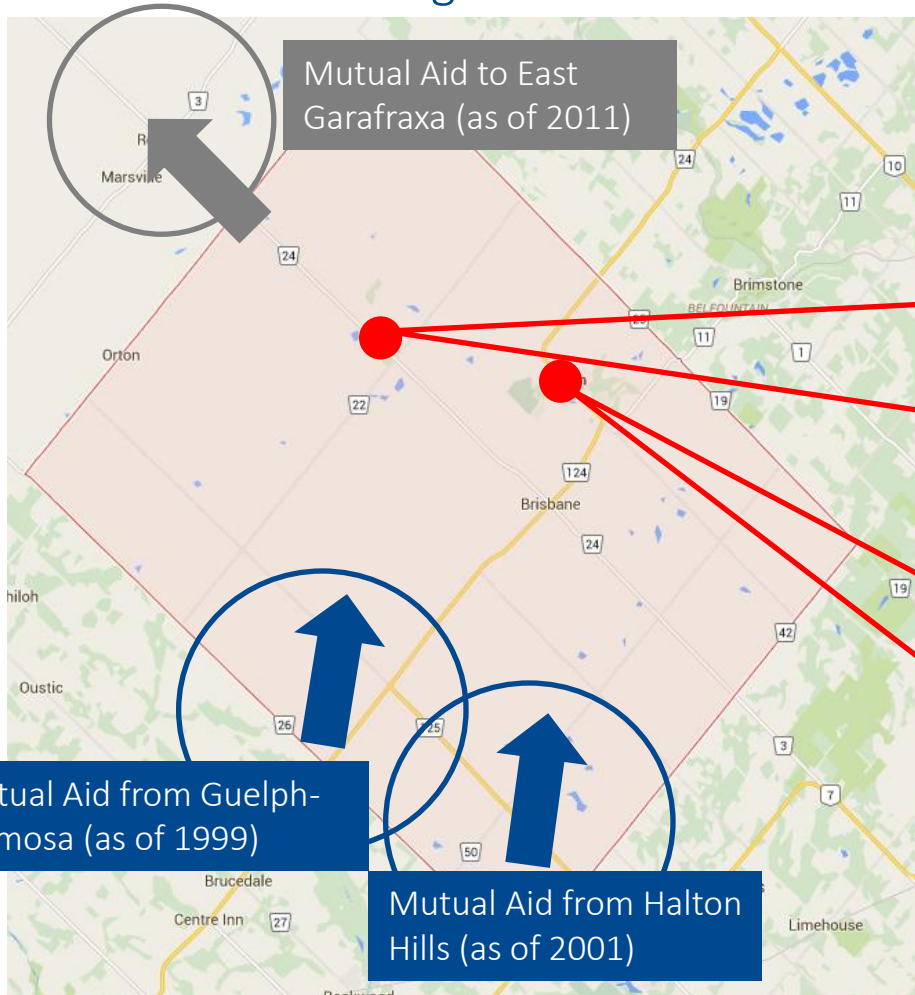 Mutual Aid to East
Garafraxa (as of 2011)
3
Marsville
24
10
11
24
Brimstone
BELFOUNTAIN
11
1
Orton
22
19
124
Brisbane
24
19
42
Oustic
26
125
3
7
tual Aid from Guelph-
mosa (as of 1999)
50
Brucedale
Mutual Aid from Halton
Hills (as of 2001)
Centre Inn
27
Limehouse